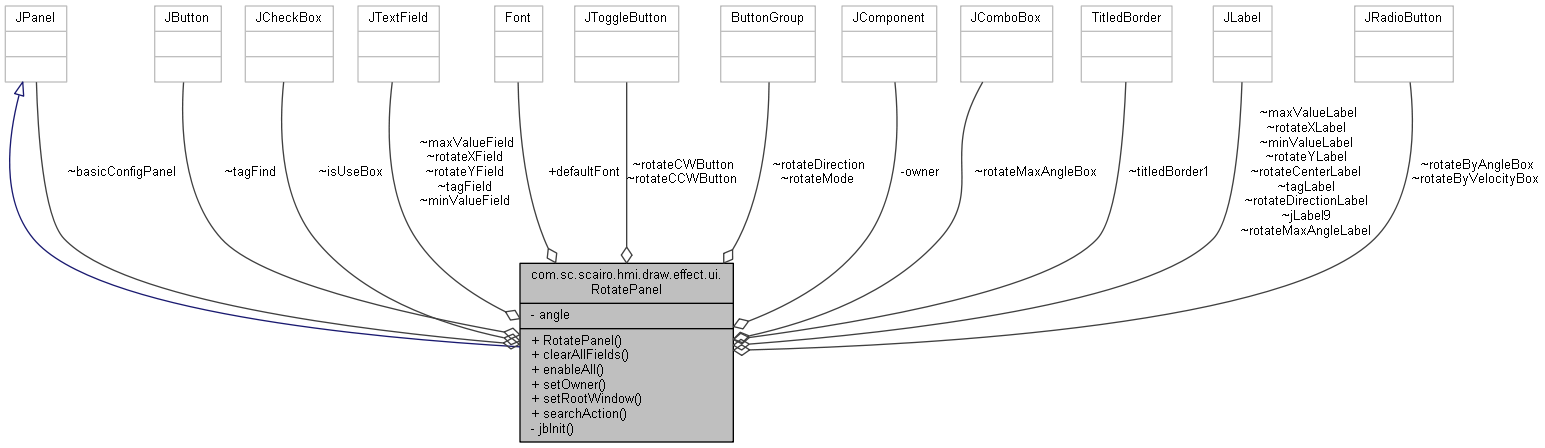 JPanel
JButton
JCheckBox
JTextField
Font
JToggleButton
ButtonGroup
JComponent
JComboBox
TitledBorder
JLabel
JRadioButton
~basicConfigPanel
~tagFind
~isUseBox
~maxValueField
~rotateXField
~rotateYField
~tagField
~minValueField
+defaultFont
~rotateCWButton
~rotateCCWButton
~rotateDirection
~rotateMode
-owner
~rotateMaxAngleBox
~titledBorder1
~maxValueLabel
~rotateXLabel
~minValueLabel
~rotateYLabel
~rotateCenterLabel
~tagLabel
~rotateDirectionLabel
~jLabel9
~rotateMaxAngleLabel
~rotateByAngleBox
~rotateByVelocityBox
com.sc.scairo.hmi.draw.effect.ui.
RotatePanel
- angle
+ RotatePanel()
+ clearAllFields()
+ enableAll()
+ setOwner()
+ setRootWindow()
+ searchAction()
- jbInit()